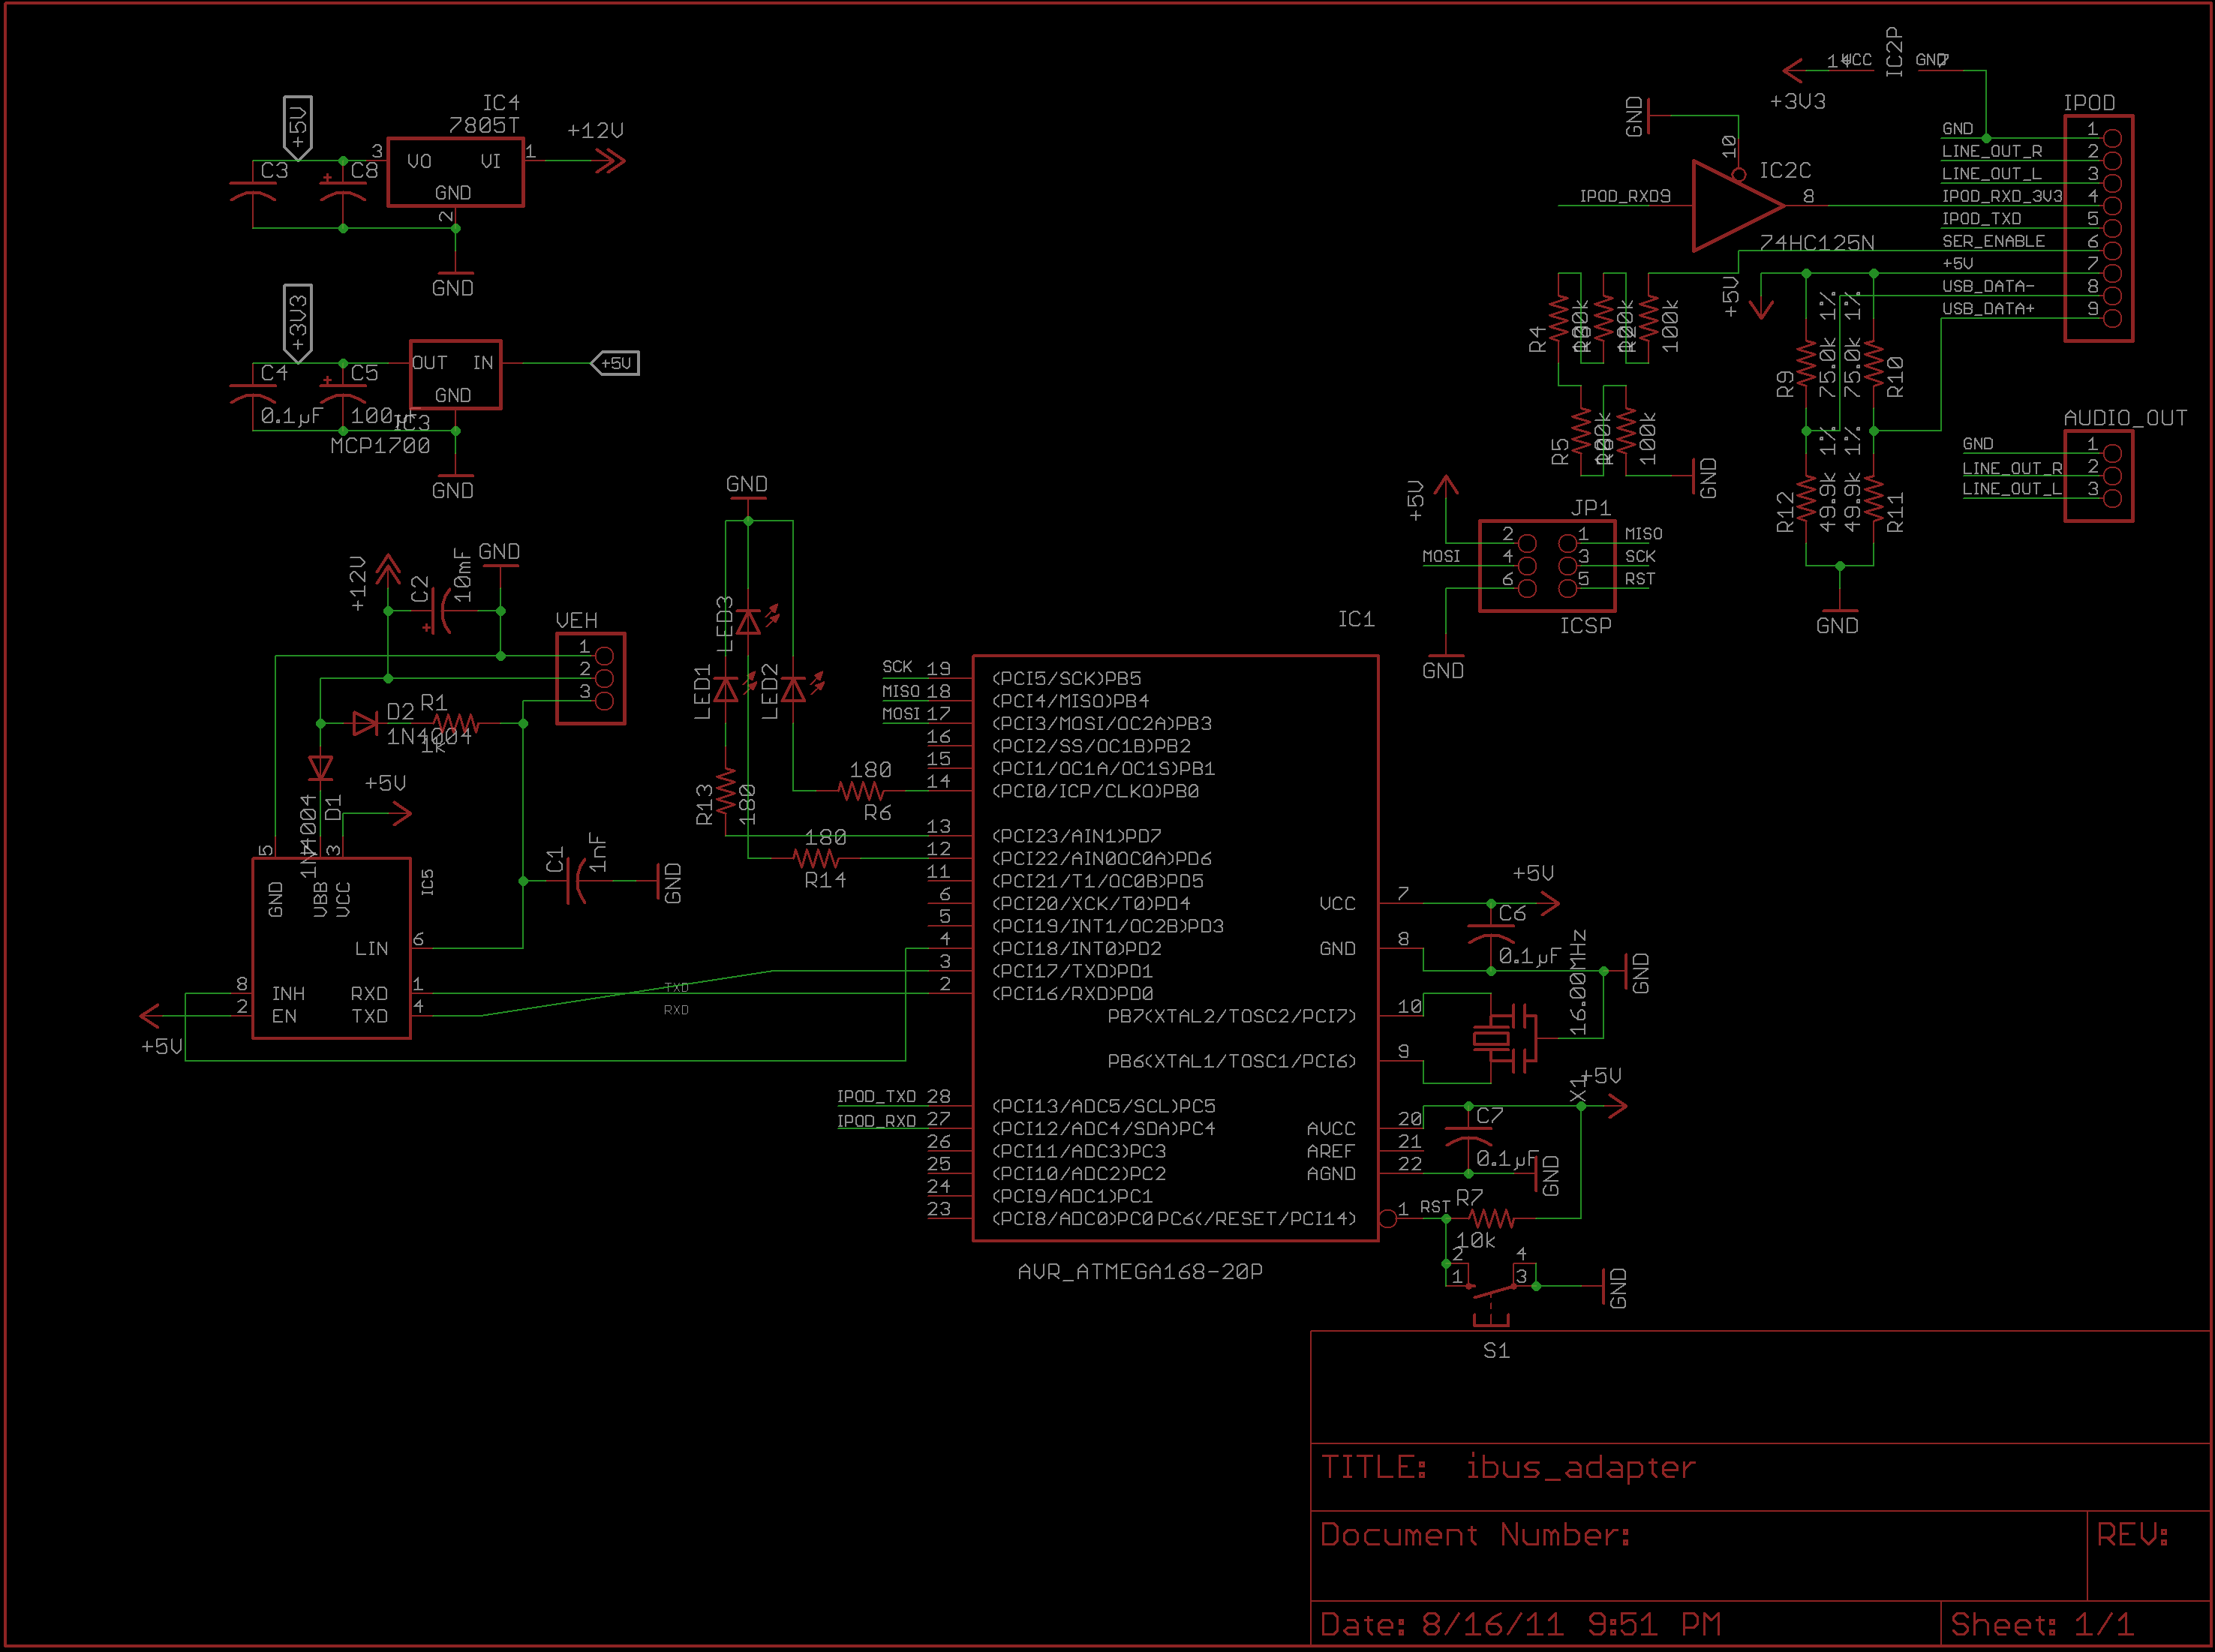 IC4
7805T
+5V
C3
C8
3
VO
VI
1
+12V
GND
2
GND
+3V3
C4
C5
0.1µF
OUT
IN
GND
+5V
IC3
MCP1700
GND
+12V
C2
10mF
GND
VEH
1
2
3
D2
1N4004
R1
1k
1N4004
D1
+5V
5
3
GND
VBB
VCC
IC5
LIN
6
8
INH
RXD
1
2
EN
TXD
4
+5V
C1
1nF
GND
TXD
RXD
GND
LED3
LED1
LED2
R13
180
180
R6
180
R14
IC1
SCK 19 (PCI5/SCK)PB5
MISO 18 (PCI4/MISO)PB4
MOSI 17 (PCI3/MOSI/OC2A)PB3
16 (PCI2/SS/OC1B)PB2
15 (PCI1/OC1A/OC1S)PB1
14 (PCI0/ICP/CLKO)PB0
13 (PCI23/AIN1)PD7
12 (PCI22/AIN0OC0A)PD6
11 (PCI21/T1/OC0B)PD5
6 (PCI20/XCK/T0)PD4
5 (PCI19/INT1/OC2B)PD3
4 (PCI18/INT0)PD2
3 (PCI17/TXD)PD1
2 (PCI16/RXD)PD0
VCC 7
GND 8
PB7(XTAL2/TOSC2/PCI7) 10
PB6(XTAL1/TOSC1/PCI6) 9
IPOD_TXD 28 (PCI13/ADC5/SCL)PC5
IPOD_RXD 27 (PCI12/ADC4/SDA)PC4
26 (PCI11/ADC3)PC3
25 (PCI10/ADC2)PC2
24 (PCI9/ADC1)PC1
23 (PCI8/ADC0)PC0
AVCC 20
AREF 21
AGND 22
PC6(/RESET/PCI14) 1
AVR_ATMEGA168-20P
+5V
C6
0.1µF
GND
16.00MHz
X1
+5V
C7
0.1µF
GND
RST
R7
10k
2
1
4
3
GND
S1
+5V
JP1
2
4
6
1
3
5
MOSI
MISO
SCK
RST
ICSP
GND
+3V3
VCC
IC2P
GND
GND
10
IC2C
IPOD_RXD
9
8
74HC125N
R4
100k
R5
100k
GND
+5V
R9
75.0k
1%
75.0k
1%
R10
R12
49.9k
1%
49.9k
1%
R11
GND
IPOD
GND 1
LINE_OUT_R 2
LINE_OUT_L 3
IPOD_RXD_3V3 4
IPOD_TXD 5
SER_ENABLE 6
+5V 7
USB_DATA- 8
USB_DATA+ 9
AUDIO_OUT
GND 1
LINE_OUT_R 2
LINE_OUT_L 3
TITLE: ibus_adapter
Document Number:
REV:
Date: 8/16/11 9:51 PM
Sheet: 1/1